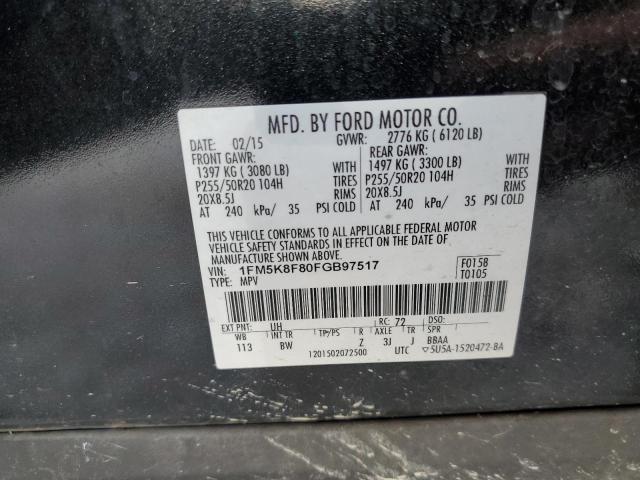 MFD. BY FORD MOTOR CO.
DATE: 02/15 GVWR: 2776 KG ( 6120 LB)
FRONT GAWR: REAR GAWR:
1397 KG ( 3080 LB) WITH 1497 KG ( 3300 LB) WITH
P255/50R20 104H TIRES P255/50R20 104H TIRES
20X8.5J RIMS 20X8.5J RIMS
AT 240 kPa/ 35 PSI COLD AT 240 kPa/ 35 PSI COLD
THIS VEHICLE CONFORMS TO ALL APPLICABLE FEDERAL MOTOR
VEHICLE SAFETY STANDARDS IN EFFECT ON THE DATE OF
MANUFACTURE SHOWN ABOVE.
VIN: 1FM5K8F80FGB97517 F0158
TYPE: MPV T0105
EXT PNT: UH RC: 72 DSO:
WB INT TR TP/PS R AXLE TR SPR
113 BW Z 3J J BBAA
1201502072500 UTC ▽5U5A-1520472-BA